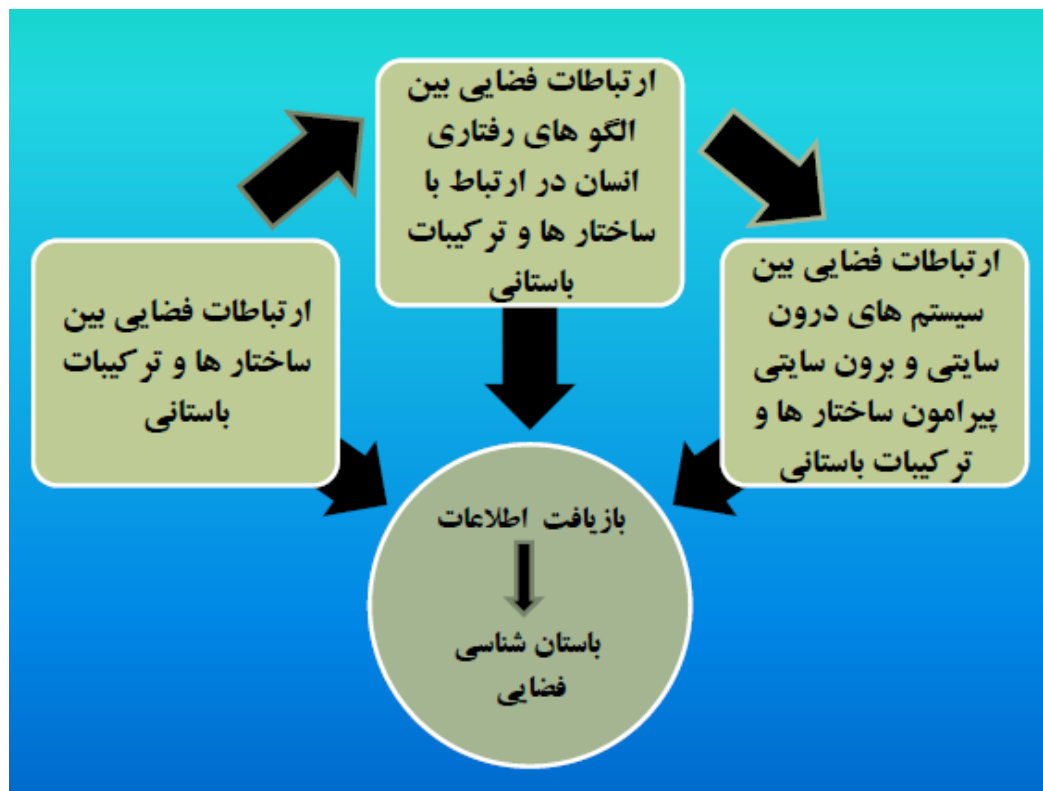 ارتباطات فضایی بین
الگو های رفتاری
انسان در ارتباط با
ساختار ها و ترکیبات
باستانی
ارتباطات فضایی بین
سیستم های درون
سایتی و برون سایتی
پیرامون ساختار ها و
ترکیبات باستانی
ارتباطات فضایی بین
ساختار ها و ترکیبات
باستانی
بازیافت اطلاعات
باستان شناسی
فضایی